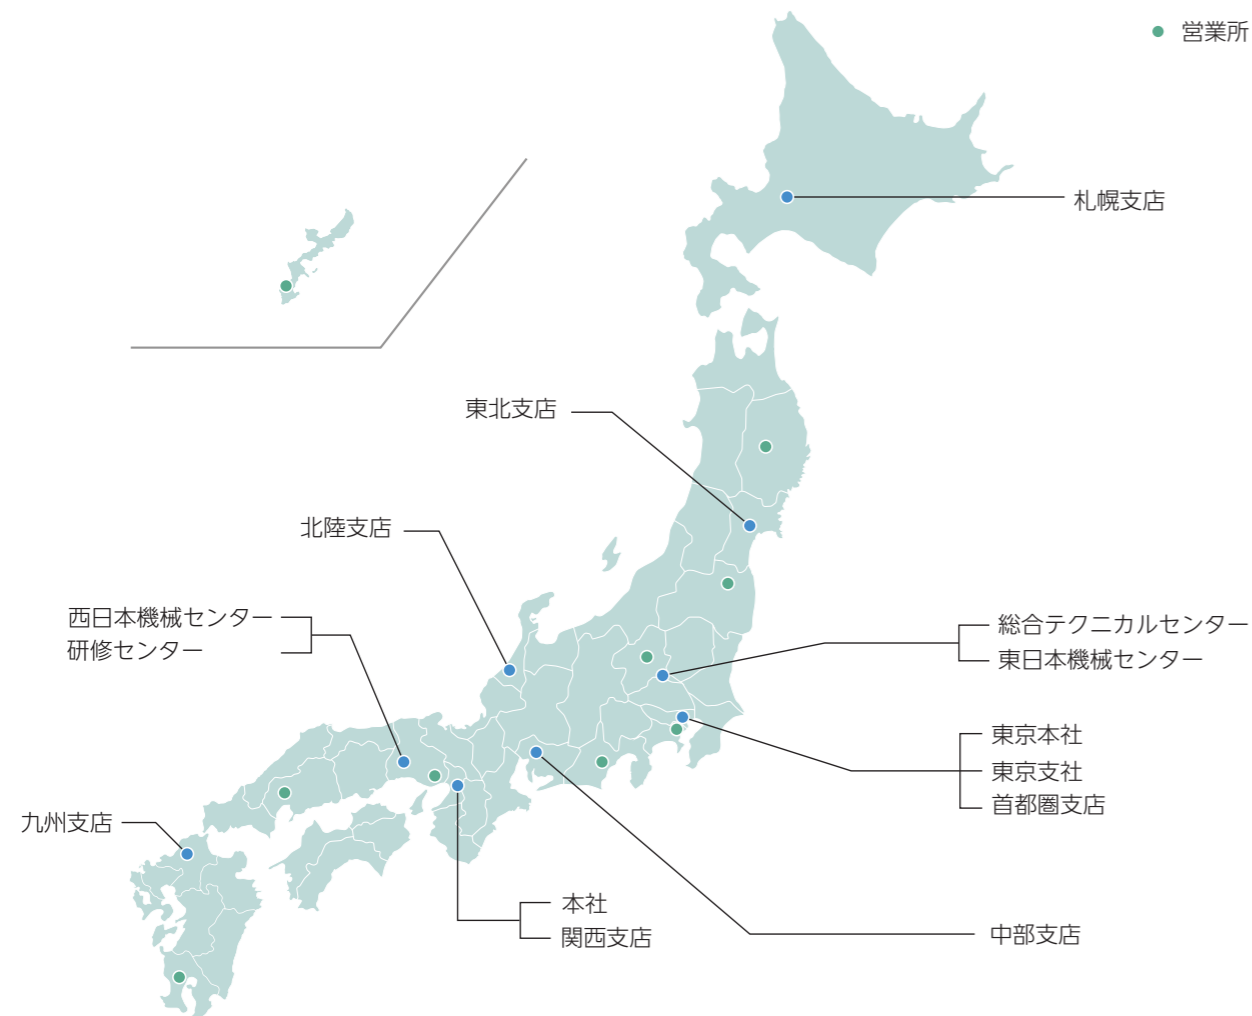 営業所
札幌支店
東北支店
北陸支店
西日本機械センター
研修センター
総合テクニカルセンター
東日本機械センター
東京本社
東京支社
首都圏支店
九州支店
本社
関西支店
中部支店